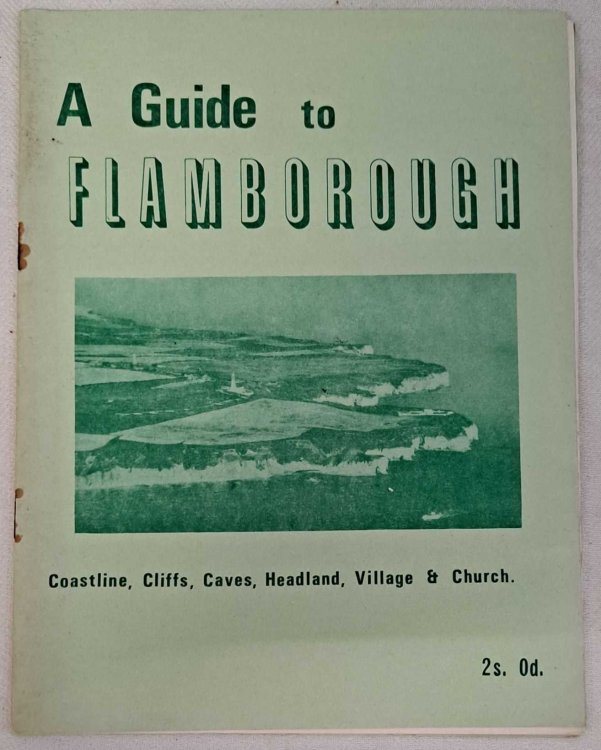 A Guide to
FLAMBOROUGH
Coastline, Cliffs, Caves, Headland, Village & Church.
2s. 0d.